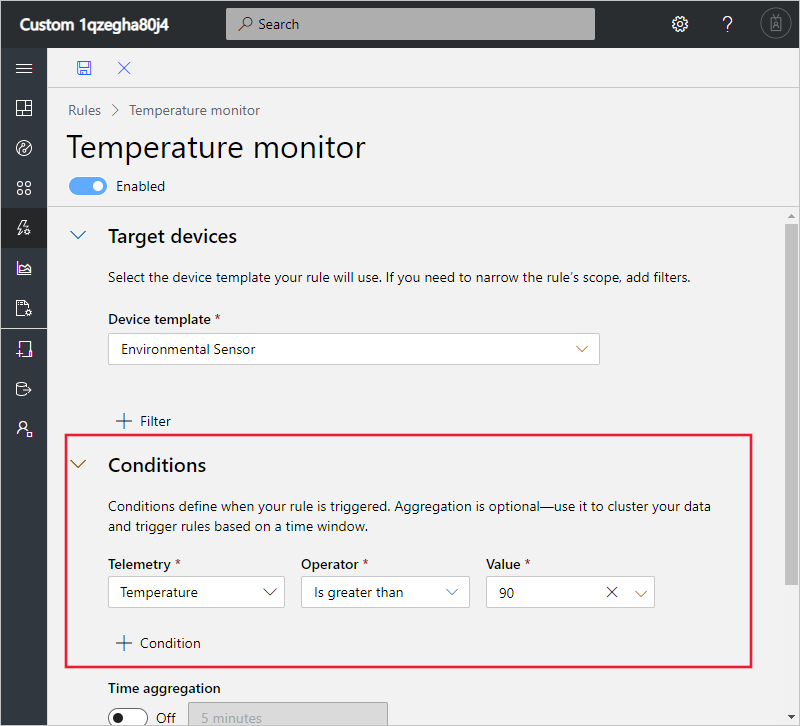 Custom 1qzegha80j4
Search
Rules > Temperature monitor
Temperature monitor
Enabled
Target devices
Select the device template your rule will use. If you need to narrow the rule's scope, add filters.
Device template *
Environmental Sensor
+ Filter
Conditions
Conditions define when your rule is triggered. Aggregation is optional—use it to cluster your data
and trigger rules based on a time window.
Telemetry * Operator * Value *
Temperature Is greater than 90
+ Condition
Time aggregation
Off 5 minutes